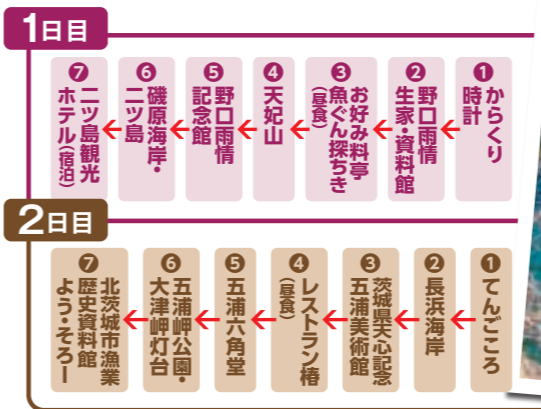 1日目
❶
からくり
時計
❷
野口雨情
生家・資料館
❸
お好み料亭
魚ぐん探ちき
(昼食)
❹
天妃山
❺
野口雨情
記念館
❻
磯原海岸・
二ツ島
❼
二ツ島観光
ホテル(宿泊)
2日目
❶
てんごころ
❷
長浜海岸
❸
茨城県天心記念
五浦美術館
❹
レストラン椿
(昼食)
❺
五浦六角堂
❻
五浦岬公園・
大津岬灯台
❼
北茨城市漁業
歴史資料館
よう・そろー